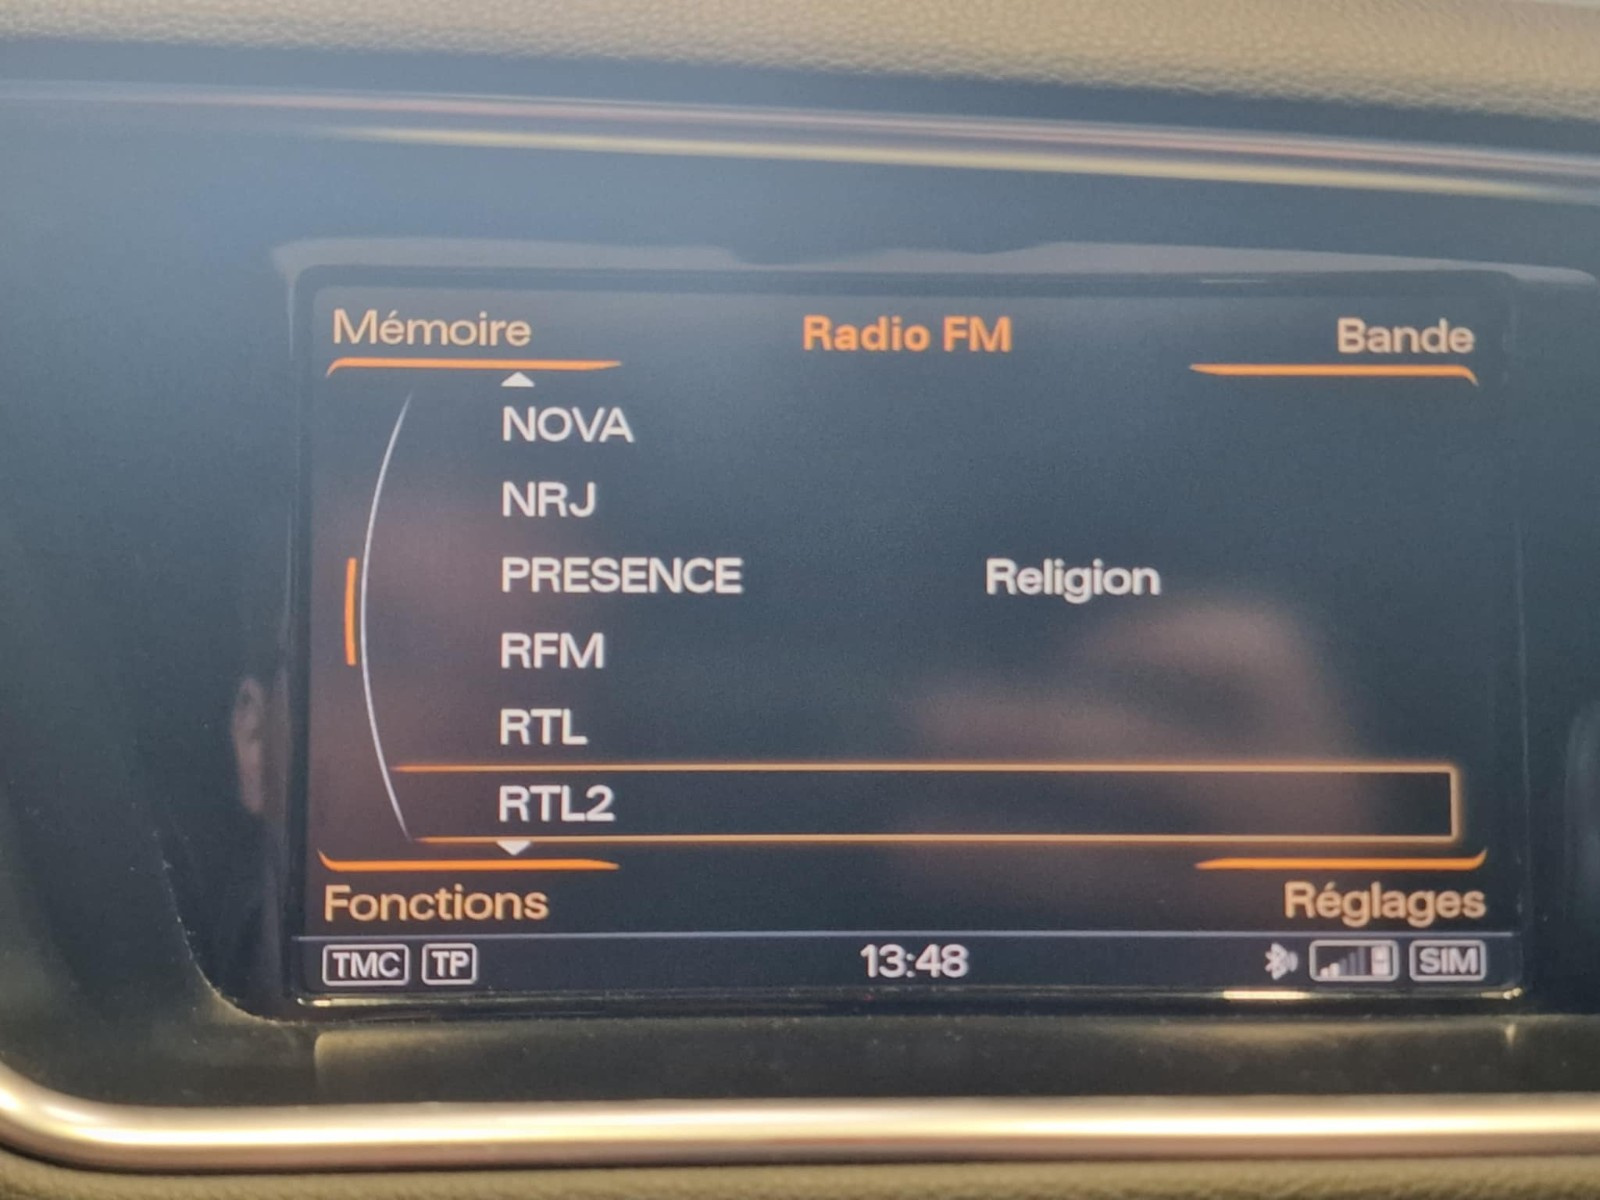 Mémoire Radio FM Bande
NOVA
NRJ
PRESENCE Religion
RFM
RTL
RTL2
Fonctions Réglages
TMC TP 13:48 SIM